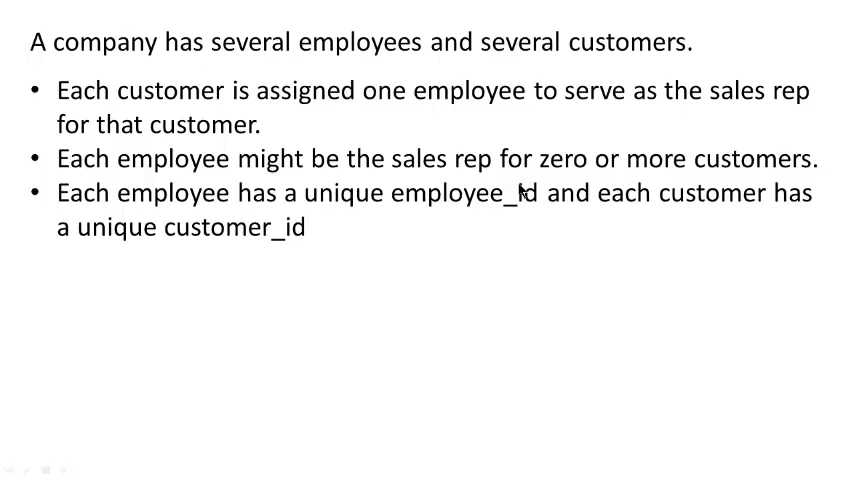 A company has several employees and several customers.
• Each customer is assigned one employee to serve as the sales rep
for that customer.
• Each employee might be the sales rep for zero or more customers.
• Each employee has a unique employee_id and each customer has
a unique customer_id